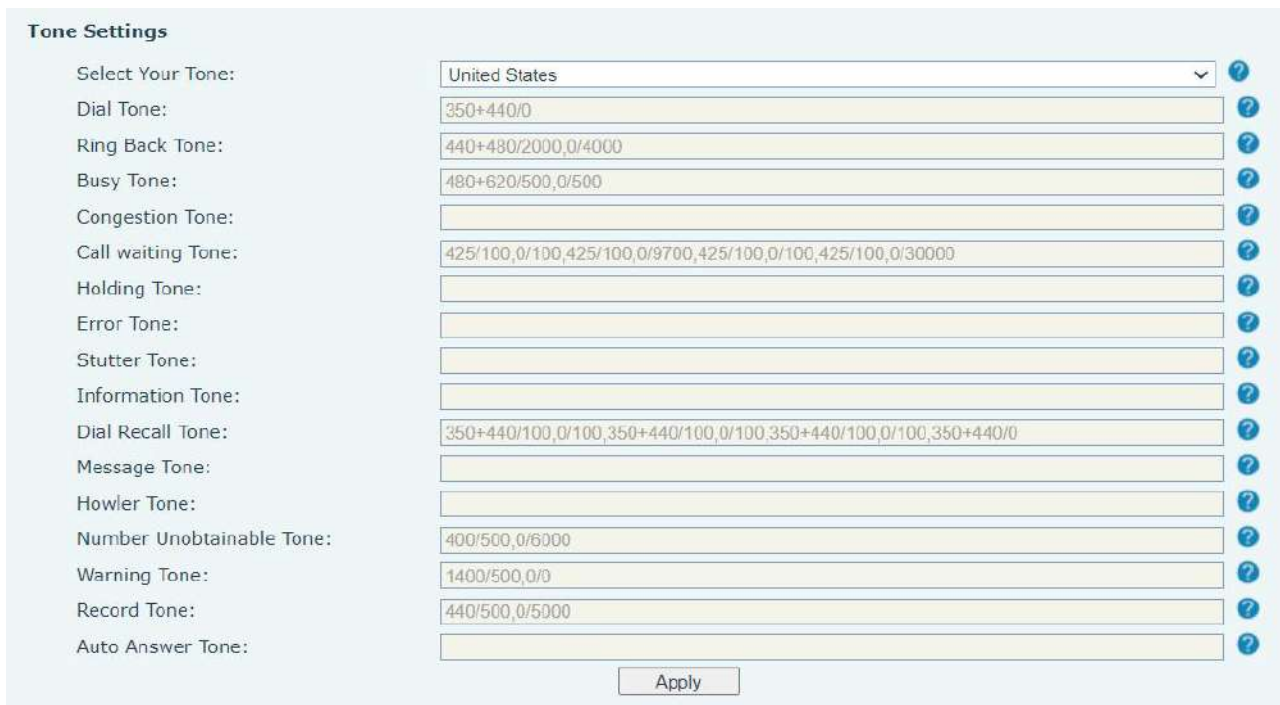 Tone Settings
Select Your Tone: United States
Dial Tone: 350+440/0
Ring Back Tone: 440+480/2000,0/4000
Busy Tone: 480+620/500,0/500
Congestion Tone:
Call waiting Tone: 425/100,0/100,425/100,0/9700,425/100,0/100,425/100,0/30000
Holding Tone:
Error Tone:
Stutter Tone:
Information Tone:
Dial Recall Tone: 350+440/100,0/100,350+440/100,0/100,350+440/100,0/100,350+440/0
Message Tone:
Howler Tone:
Number Unobtainable Tone: 400/500,0/6000
Warning Tone: 1400/500,0/0
Record Tone: 440/500,0/5000
Auto Answer Tone:
Apply